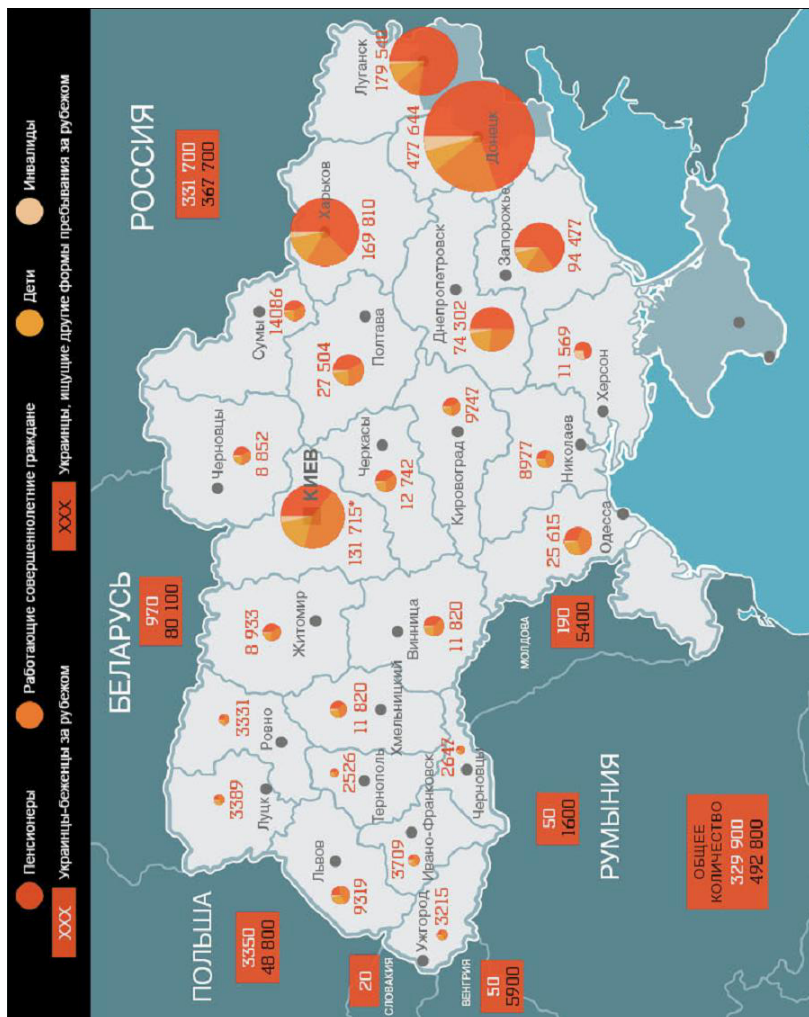 Пенсионеры
Работающие совершеннолетние граждане
Дети
Инвалиды
XXX
Украинцы-беженцы за рубежом
XXX
Украинцы, ищущие другие формы пребывания за рубежом
ПОЛЬША
3350
48 800
БЕЛАРУСЬ
970
80 100
РОССИЯ
331 700
367 700
20
СЛОВАКИЯ
ВЕНГРИЯ
50
5900
50
1600
РУМЫНИЯ
МОЛДОВА
190
5400
ОБЩЕЕ
КОЛИЧЕСТВО
329 900
492 800
3389
Луцк
3331
Ровно
8 933
Житомир
Черновцы
8 852
Сумы
14086
Харьков
169 810
Луганск
179 546
Львов
9319
2526
Тернополь
11 820
Хмельницкий
КИЕВ
131 715*
27 504
Полтава
477 644
Донецк
Ужгород
3215
3709
Ивано-Франковск
2647
Черновцы
Винница
11 820
Черкасы
12 742
Кировоград
9747
Днепропетровск
74 302
Запорожье
94 477
25 615
Одесса
8977
Николаев
11 569
Херсон